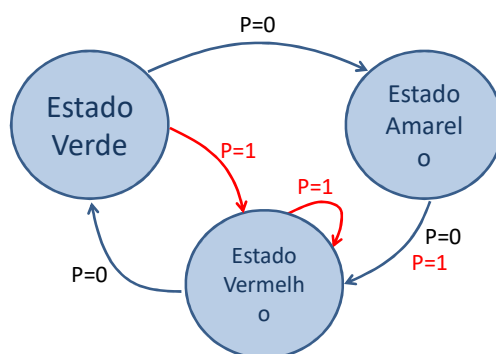 P=0
Estado
Verde
Estado
Amarel
o
P=1
P=1
P=0
P=1
Estado
Vermelh
o
P=0